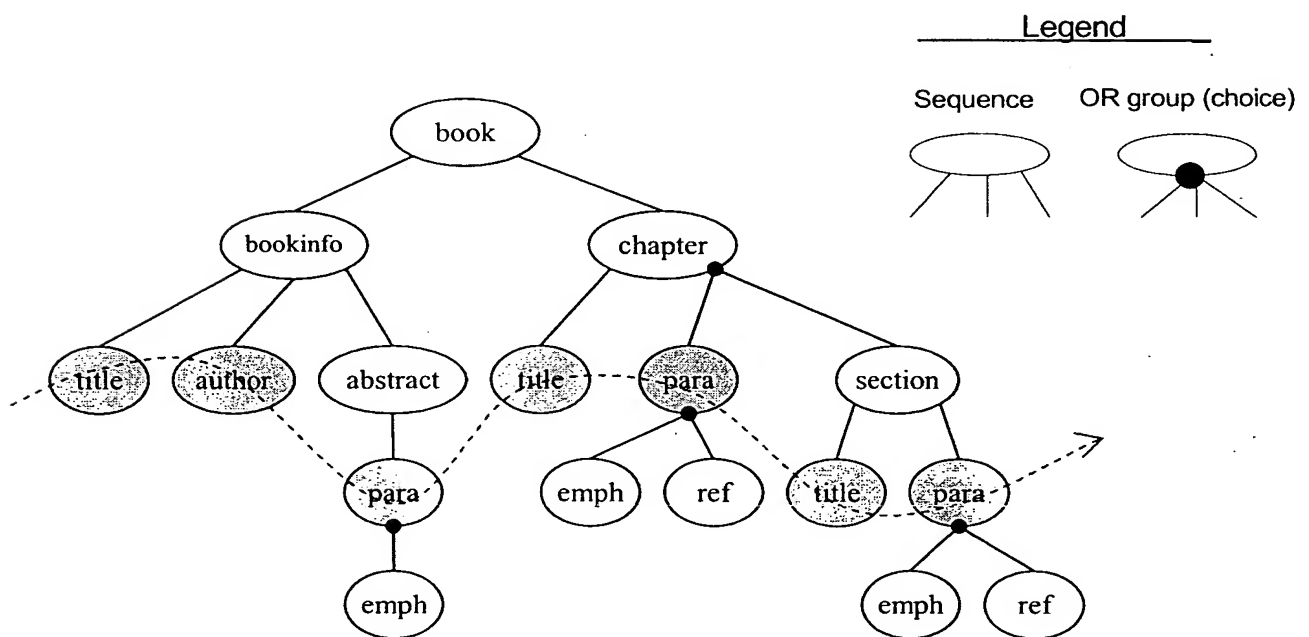 Legend
Sequence OR group (choice)
book
bookinfo chapter
title author abstract title para section
para emph ref title para
emph emph ref